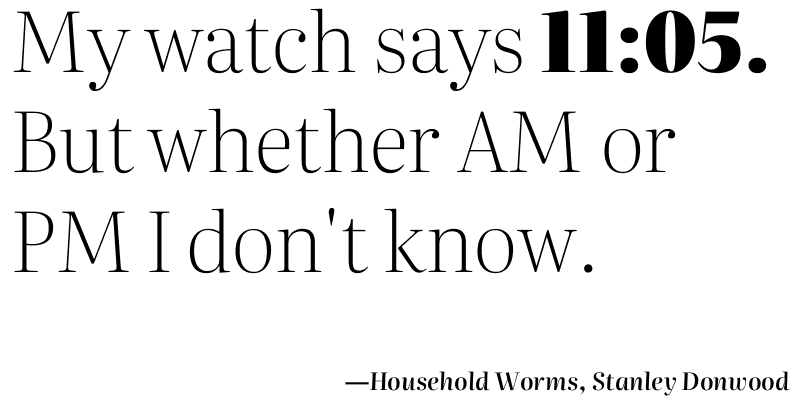 My watch says 11:05.
But whether AM or
PM I don't know.
—Household Worms, Stanley Donwood